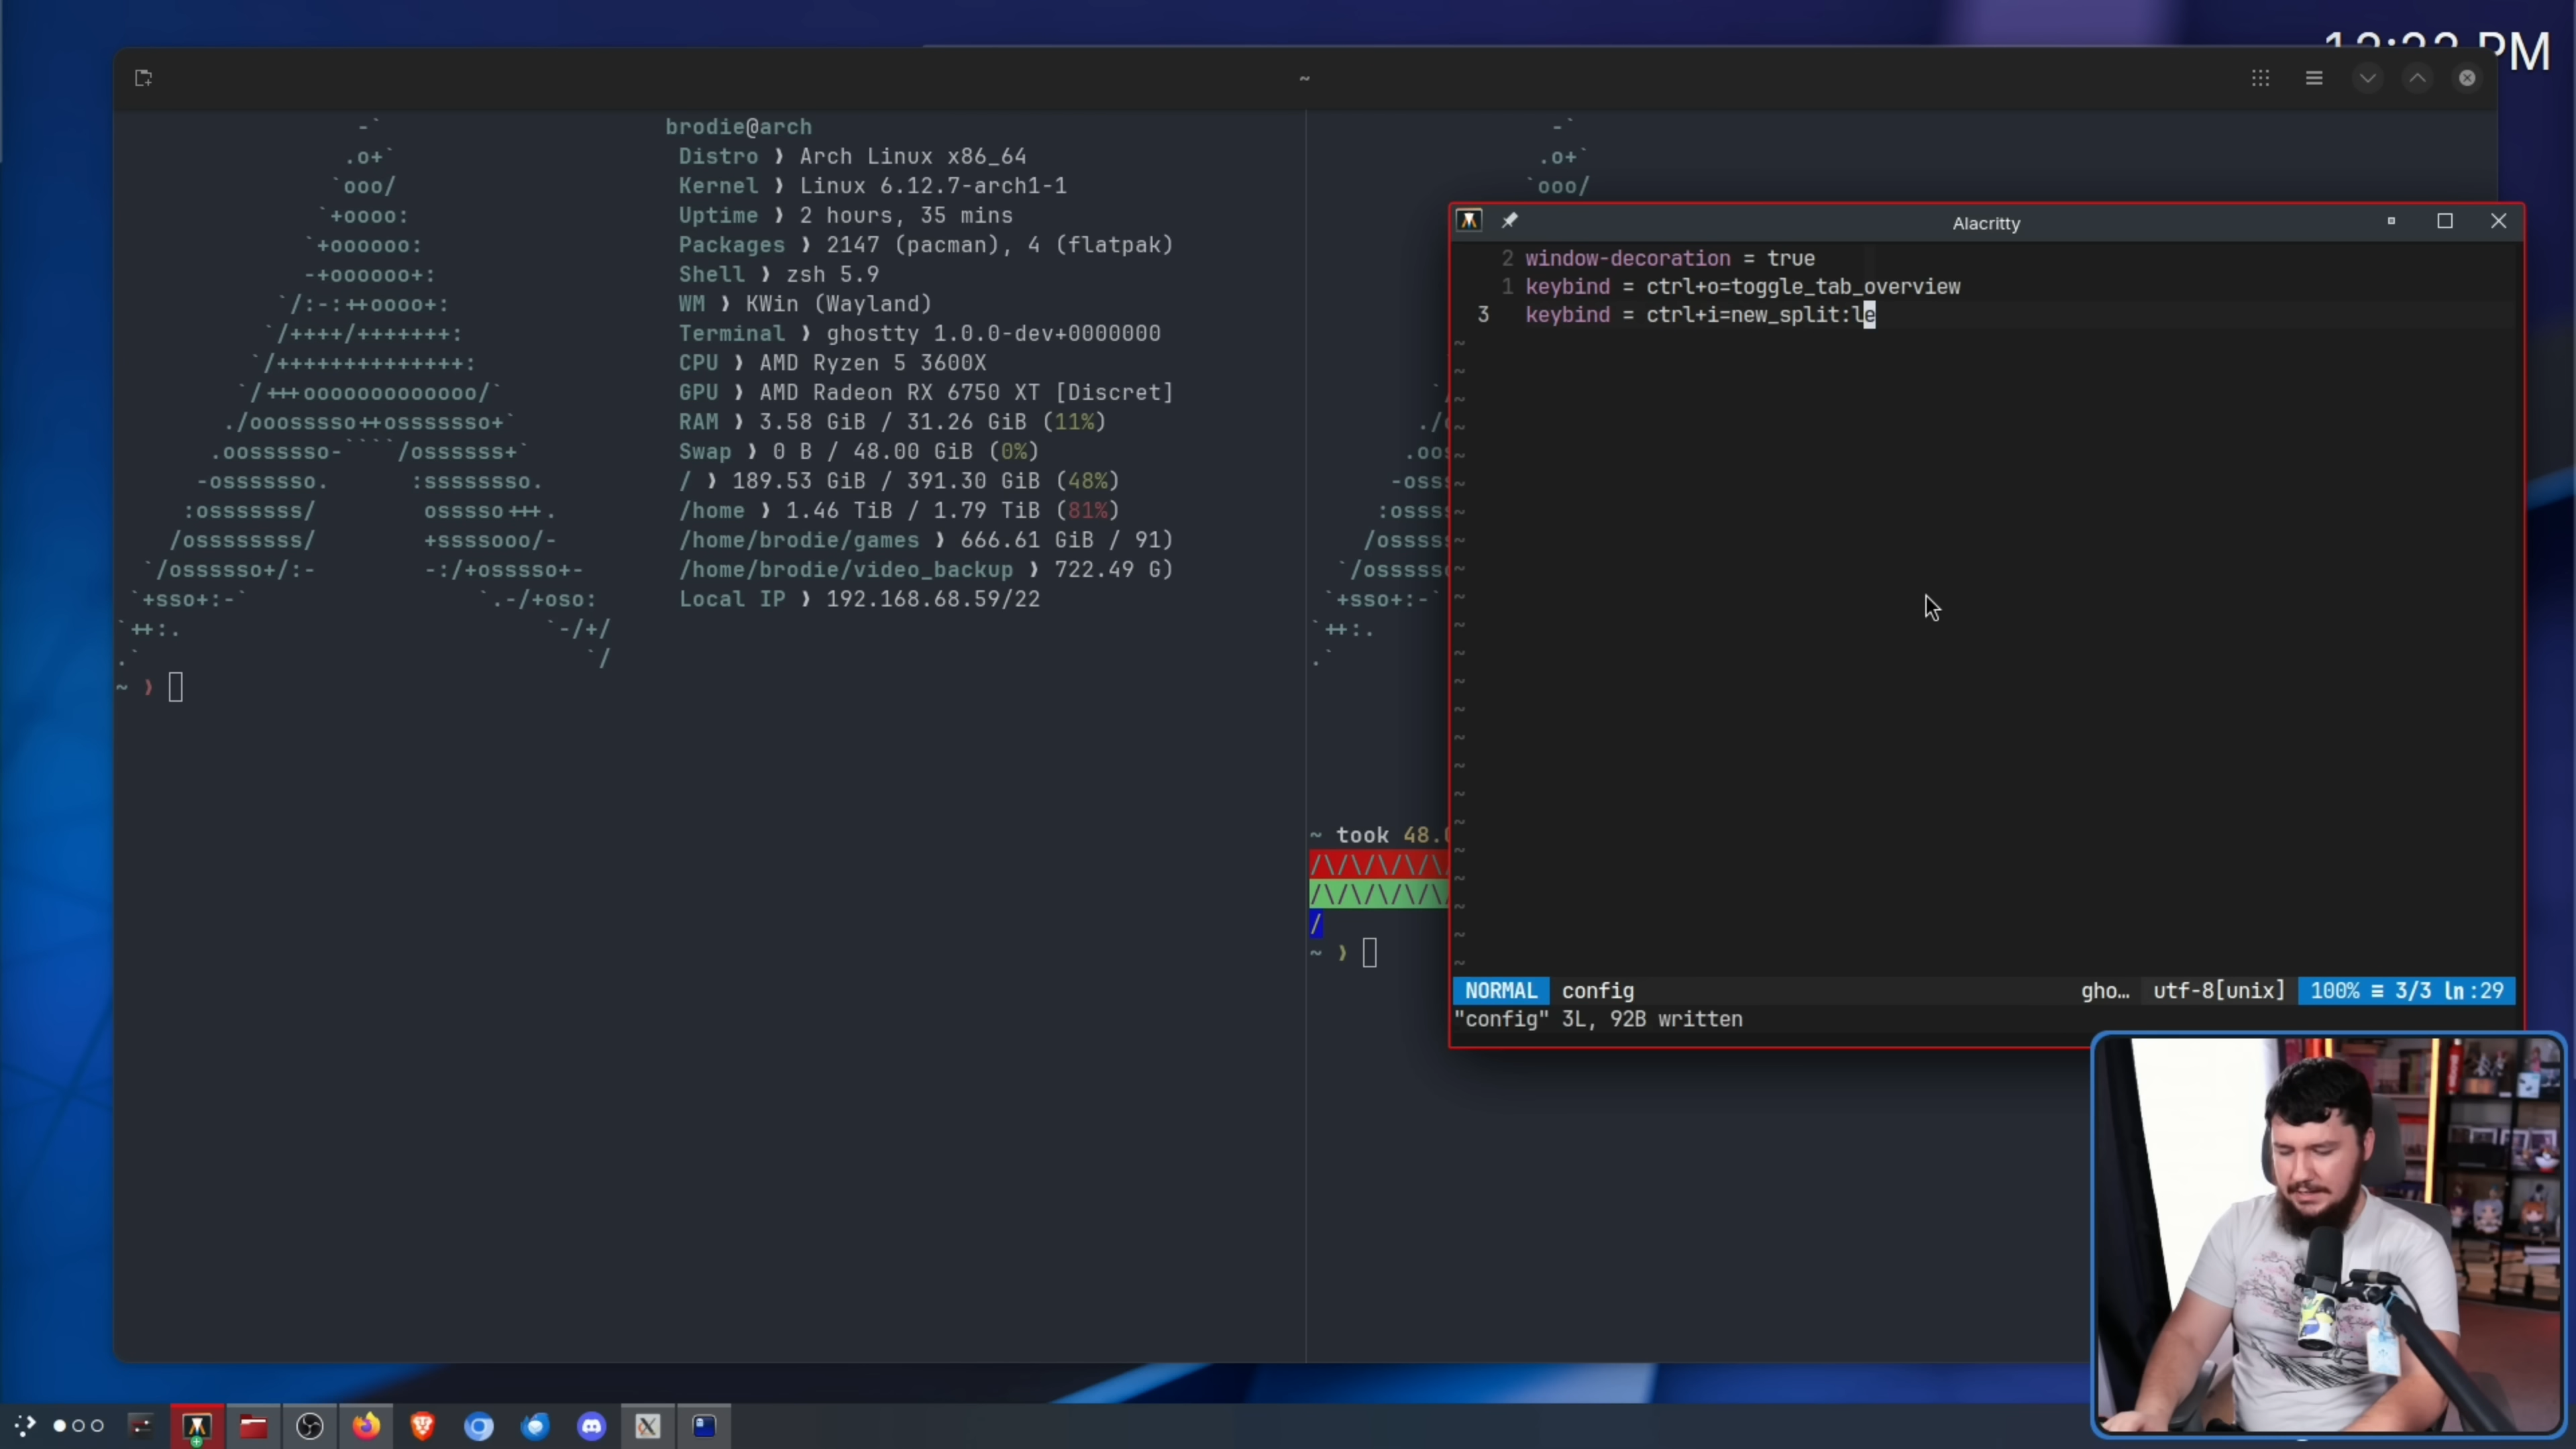 ~
PM
brodie@arch
Distro ❯ Arch Linux x86_64
Kernel ❯ Linux 6.12.7-arch1-1
Uptime ❯ 2 hours, 35 mins
Packages ❯ 2147 (pacman), 4 (flatpak)
Shell ❯ zsh 5.9
WM ❯ KWin (Wayland)
Terminal ❯ ghostty 1.0.0-dev+0000000
CPU ❯ AMD Ryzen 5 3600X
GPU ❯ AMD Radeon RX 6750 XT [Discret]
RAM ❯ 3.58 GiB / 31.26 GiB (11%)
Swap ❯ 0 B / 48.00 GiB (0%)
/ ❯ 189.53 GiB / 391.30 GiB (48%)
/home ❯ 1.46 TiB / 1.79 TiB (81%)
/home/brodie/games ❯ 666.61 GiB / 91)
/home/brodie/video_backup ❯ 722.49 G)
Local IP ❯ 192.168.68.59/22
~ ❯
~ took 48.
/\/\/\/\/\
/\/\/\/\/\
/
~ ❯
Alacritty
2 window-decoration = true
1 keybind = ctrl+o=toggle_tab_overview
3 keybind = ctrl+i=new_split:le
NORMAL config gho… utf-8[unix] 100% ≡ 3/3 ln:29
"config" 3L, 92B written